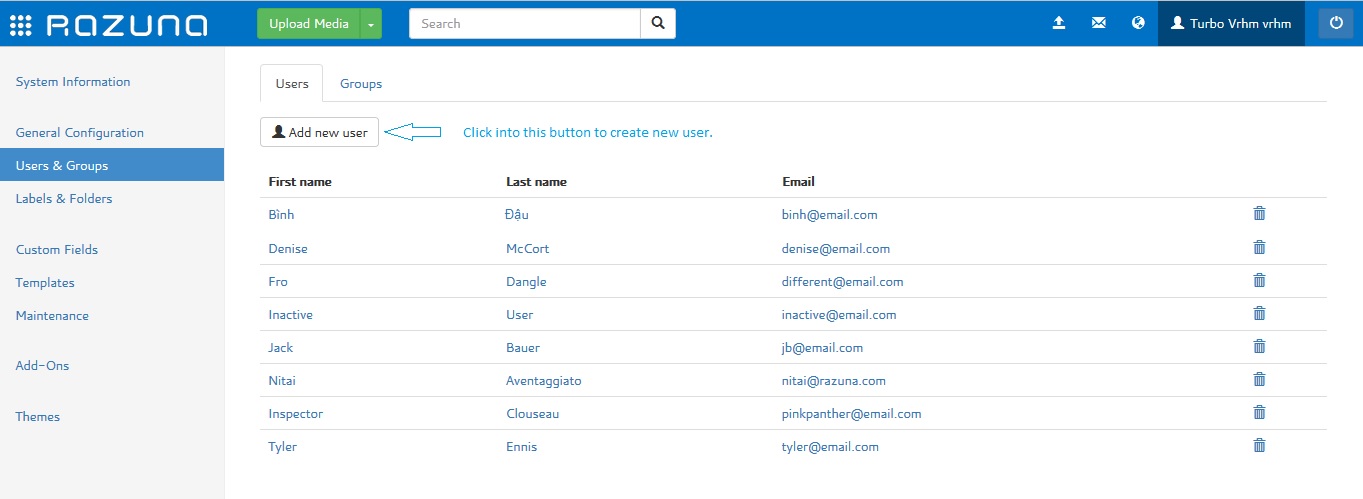 RAZUNA Upload Media Search Turbo Vrhm vrhm
System Information
General Configuration
Users & Groups
Labels & Folders
Custom Fields
Templates
Maintenance
Add-Ons
Themes
Users Groups
Add new user Click into this button to create new user.
First name Last name Email
Bình Đậu binh@email.com
Denise McCort denise@email.com
Fro Dangle different@email.com
Inactive User inactive@email.com
Jack Bauer jb@email.com
Nitai Aventaggiato nitai@razuna.com
Inspector Clouseau pinkpanther@email.com
Tyler Ennis tyler@email.com